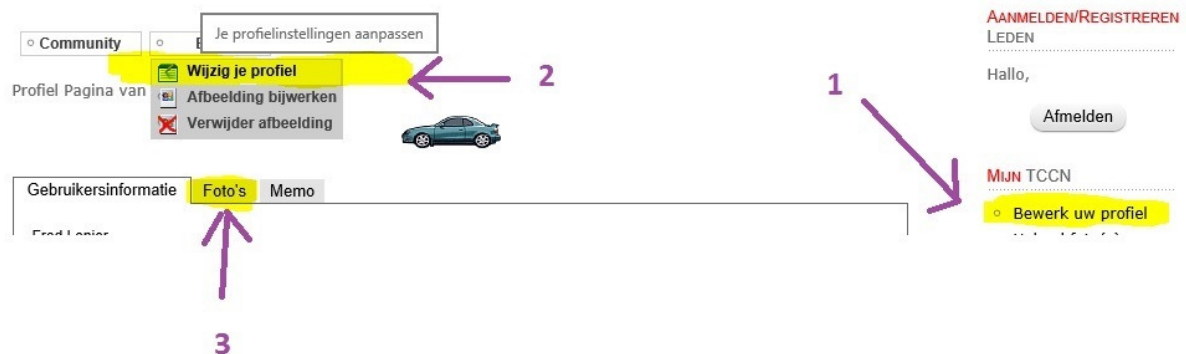 Je profielinstellingen aanpassen
Community
Wijzig je profiel
Profiel Pagina van
Afbeelding bijwerken
Verwijder afbeelding
2
AANMELDEN/REGISTREREN
LEDEN
Hallo,
1
Afmelden
Gebruikersinformatie Foto's Memo
MIJN TCCN
Bewerk uw profiel
3